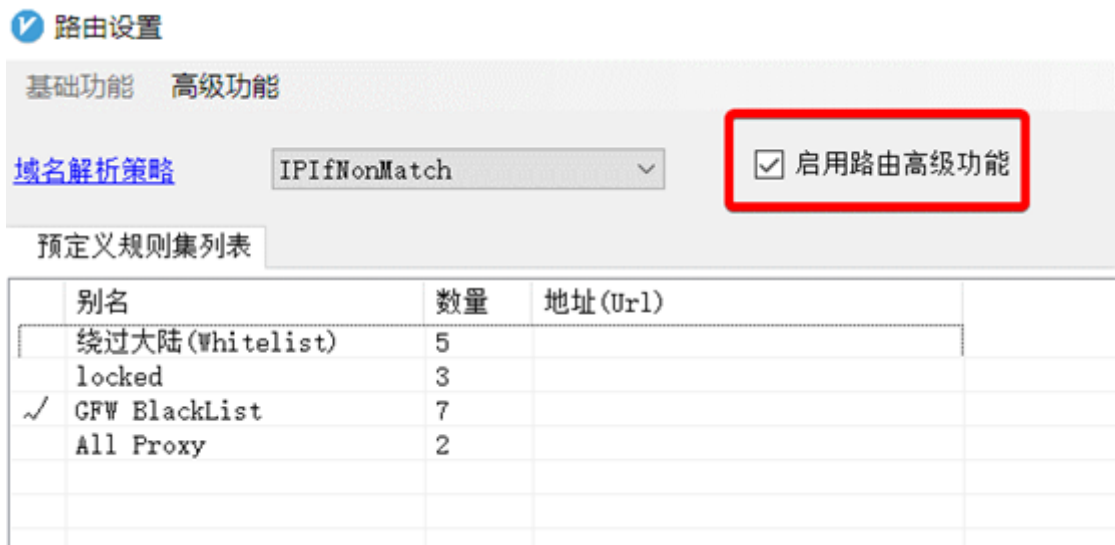 路由设置
基础功能 高级功能
域名解析策略 IPIfNonMatch 启用路由高级功能
预定义规则集列表
别名 数量 地址(Url)
绕过大陆(Whitelist) 5
locked 3
GFW BlackList 7
All Proxy 2